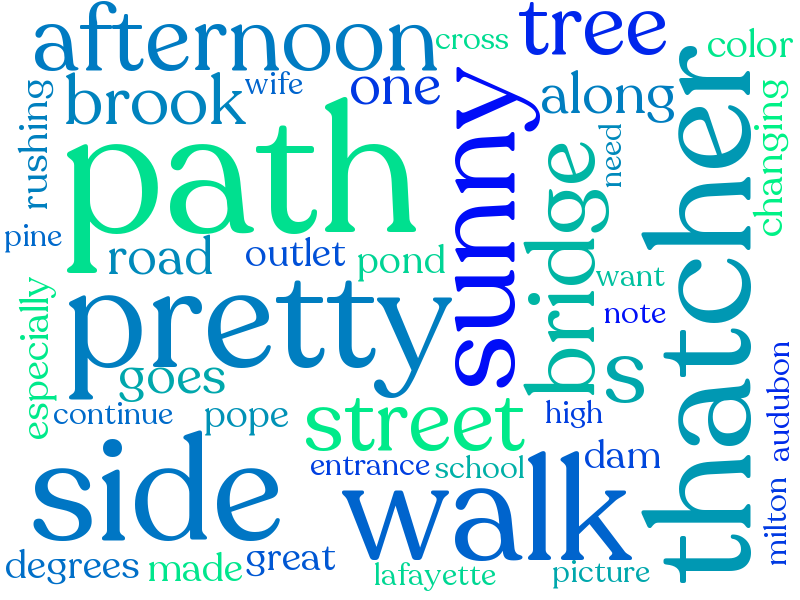 afternoon
cross
tree
color
brook
wife
one
along
rushing
path
sunny
need
thatcher
changing
pine
road
outlet
pond
bridge
want
note
especially
pretty
goes
s
continue
pope
street
high
audubon
side
entrance
school
dam
walk
milton
degrees
made
great
lafayette
picture